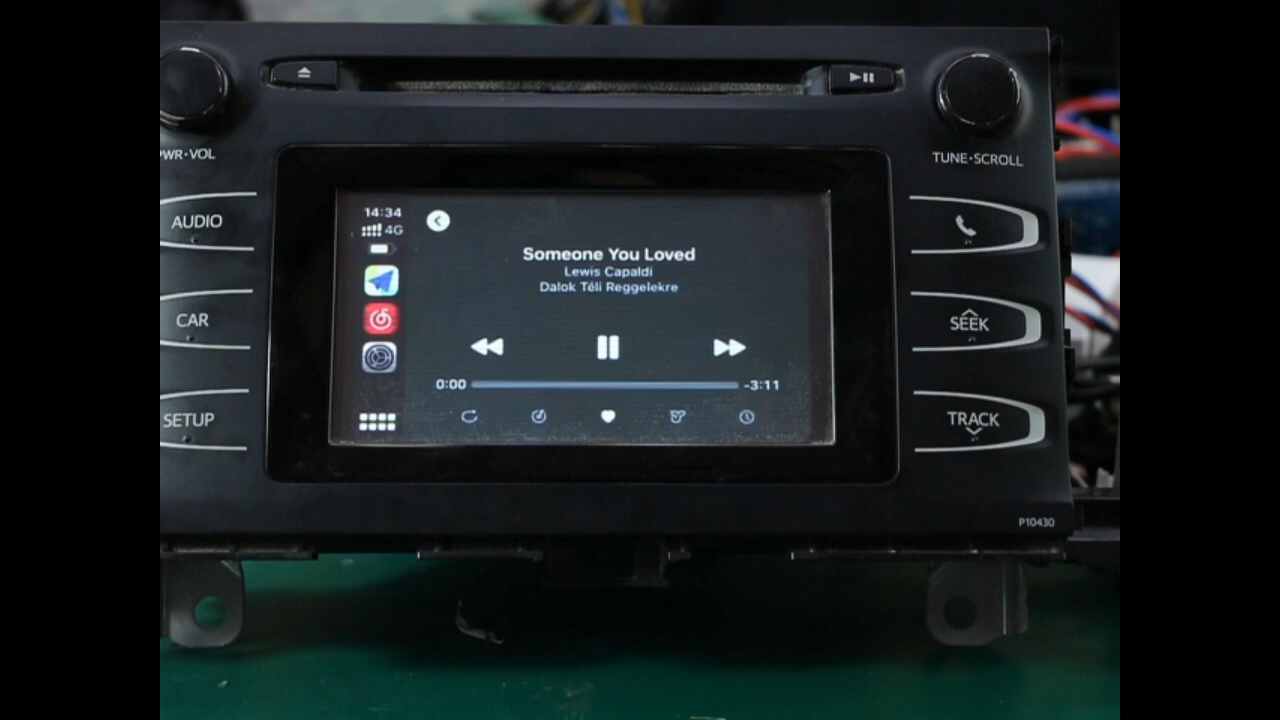 PWR·VOL
TUNE·SCROLL
AUDIO
CAR
SETUP
14:34
4G
Someone You Loved
Lewis Capaldi
Dalok Téli Reggelekre
0:00
-3:11
SEEK
TRACK
P10430